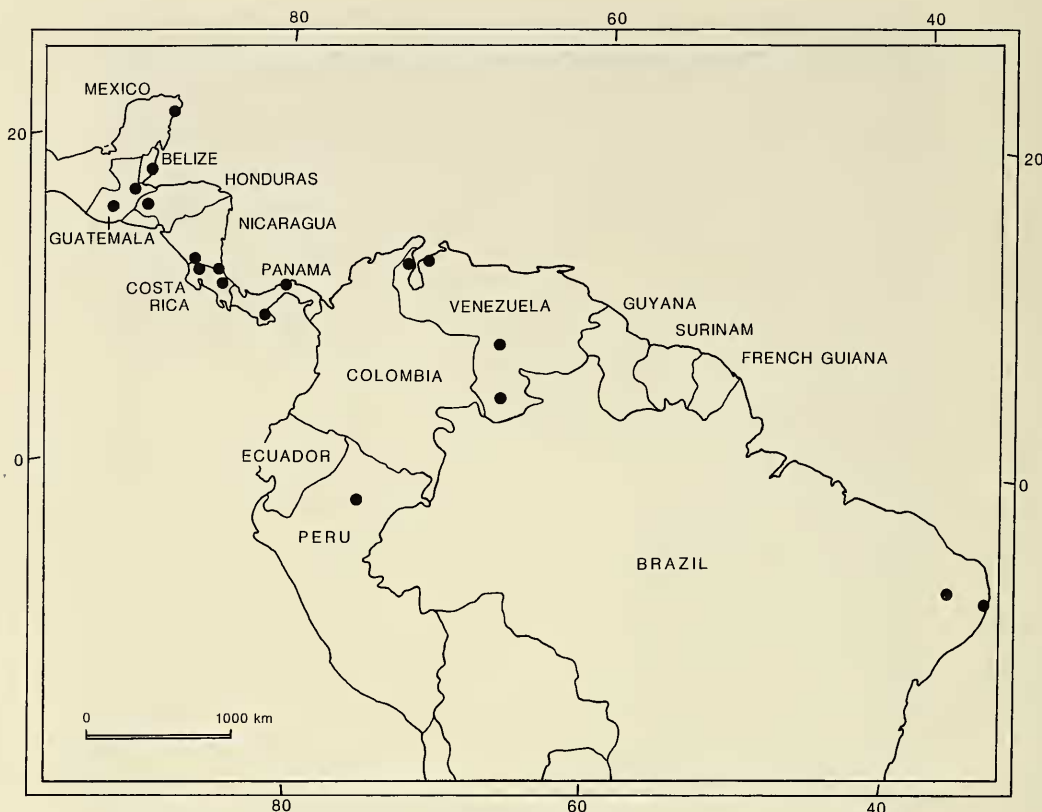 80
60
40
MEXICO
20
BELIZE
20
HONDURAS
NICARAGUA
GUATEMALA
PANAMA
COSTA
RICA
VENEZUELA
GUYANA
SURINAM
FRENCH GUIANA
COLOMBIA
ECUADOR
0
0
PERU
BRAZIL
0
1000 km
80
60
40